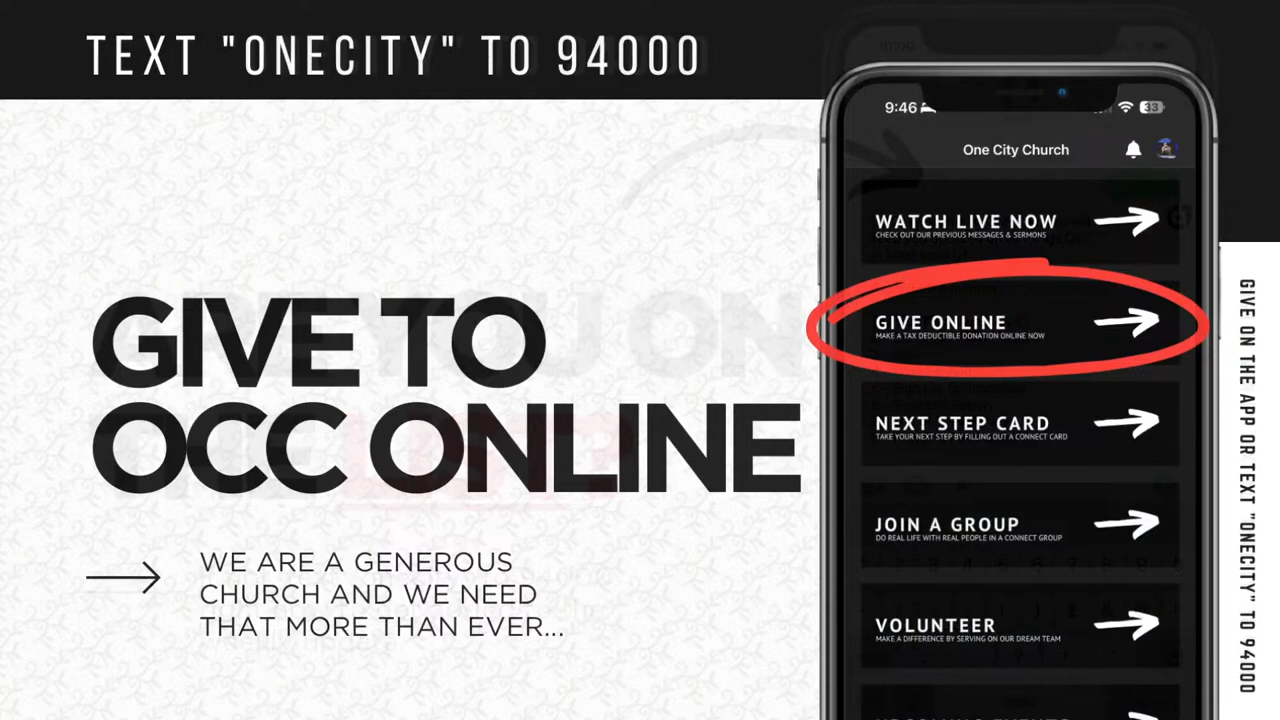 TEXT "ONECITY" TO 94000
GIVE TO
OCC ONLINE
WE ARE A GENEROUS
CHURCH AND WE NEED
THAT MORE THAN EVER...
9:46
33
One City Church
WATCH LIVE NOW
CHECK OUT OUR PREVIOUS MESSAGES & SERMONS
GIVE ONLINE
MAKE A TAX DEDUCTIBLE DONATION ONLINE NOW
NEXT STEP CARD
TAKE YOUR NEXT STEP BY FILLING OUT A CONNECT CARD
JOIN A GROUP
DO REAL LIFE WITH REAL PEOPLE IN A CONNECT GROUP
VOLUNTEER
MAKE A DIFFERENCE BY SERVING ON OUR DREAM TEAM
GIVE ON THE APP OR TEXT "ONECITY" TO 94000